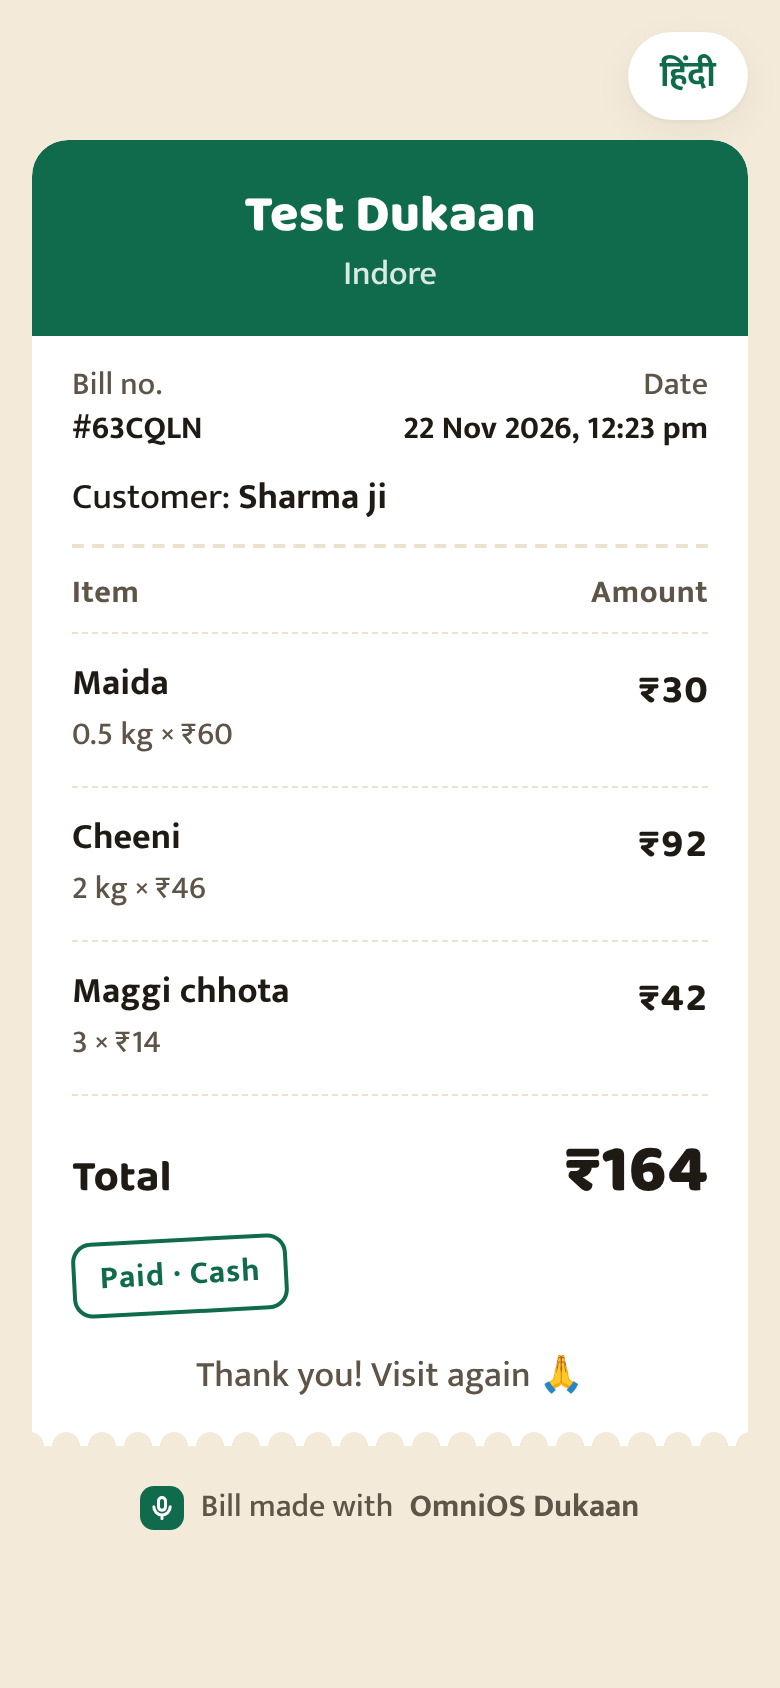 हिंदी
Test Dukaan
Indore
Bill no. Date
#63CQLN 22 Nov 2026, 12:23 pm
Customer: Sharma ji
Item Amount
Maida ₹30
0.5 kg × ₹60
Cheeni ₹92
2 kg × ₹46
Maggi chhota ₹42
3 × ₹14
Total ₹164
Paid · Cash
Thank you! Visit again 🙏
Bill made with OmniOS Dukaan